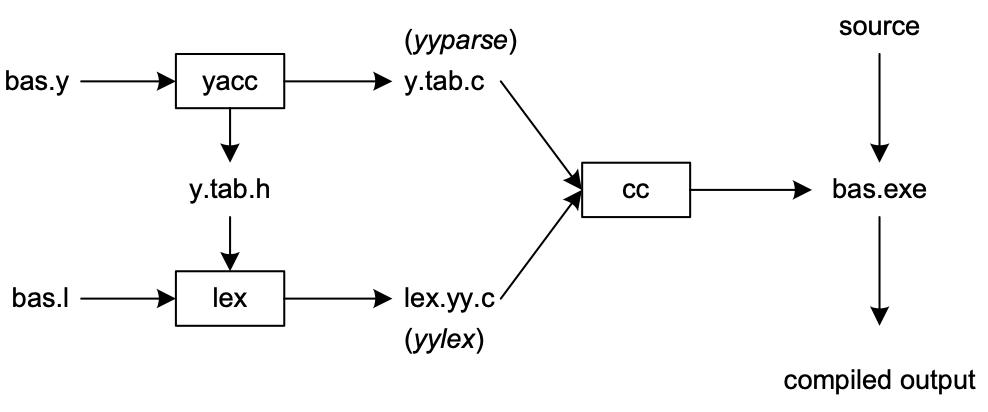 source
(yyparse)
bas.y
yacc
y.tab.c
y.tab.h
cc
bas.exe
bas.l
lex
lex.yy.c
(yylex)
compiled output